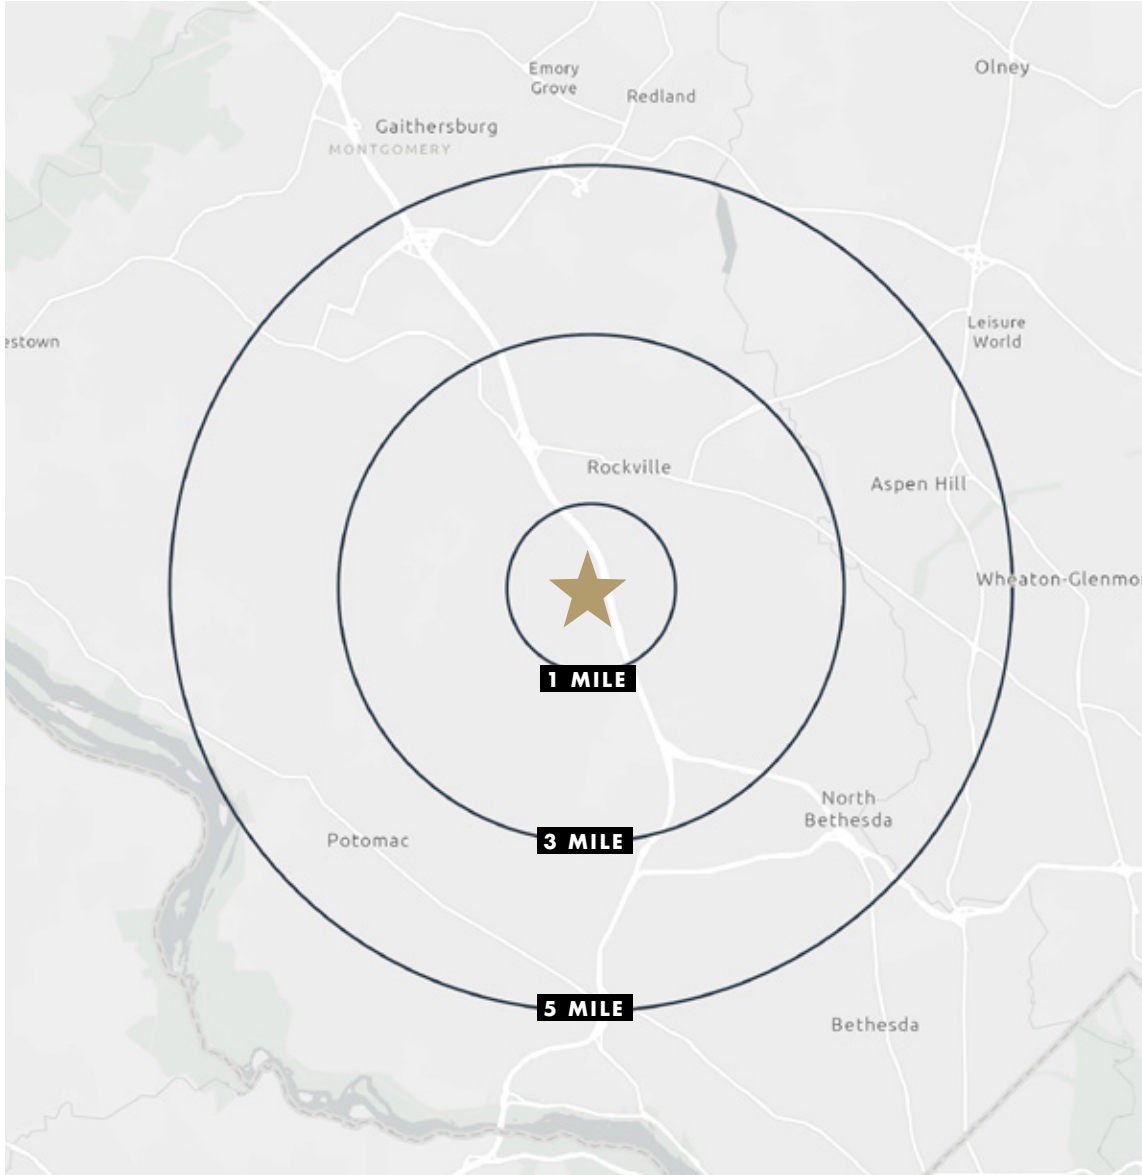 Olney
Emory
Grove
Redland
Gaithersburg
MONTGOMERY
Leisure
World
estown
Rockville
Aspen Hill
Wheaton-Glenmo
1 MILE
North
Bethesda
Potomac
3 MILE
5 MILE
Bethesda